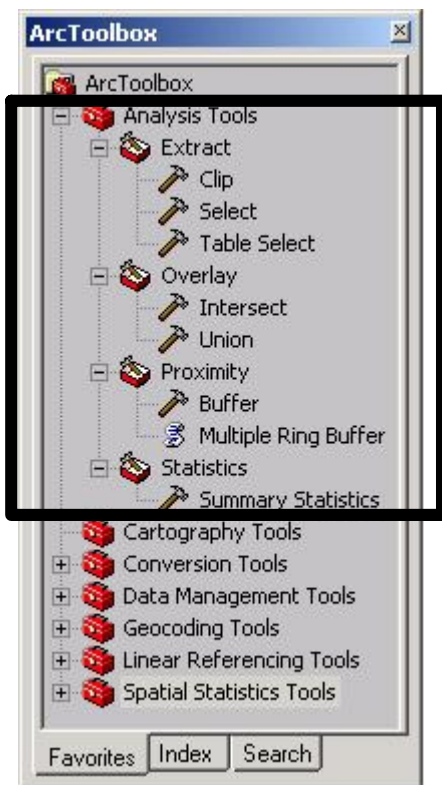 ArcToolbox
ArcToolbox
Analysis Tools
Extract
Clip
Select
Table Select
Overlay
Intersect
Union
Proximity
Buffer
Multiple Ring Buffer
Statistics
Summary Statistics
Cartography Tools
Conversion Tools
Data Management Tools
Geocoding Tools
Linear Referencing Tools
Spatial Statistics Tools
Favorites Index Search